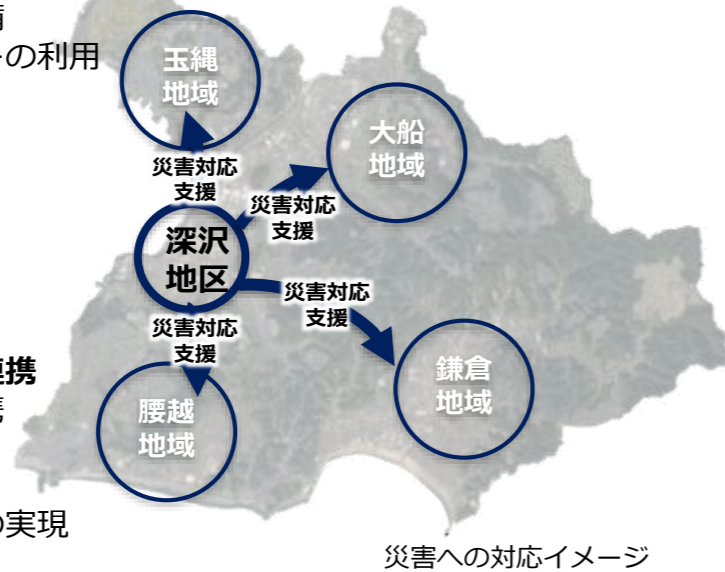 の利用
玉縄
地域
大船
地域
災害対応
支援
災害対応
支援
深沢
地区
災害対応
支援
災害対応
支援
連携
鎌倉
地域
腰越
地域
の実現
災害への対応イメージ